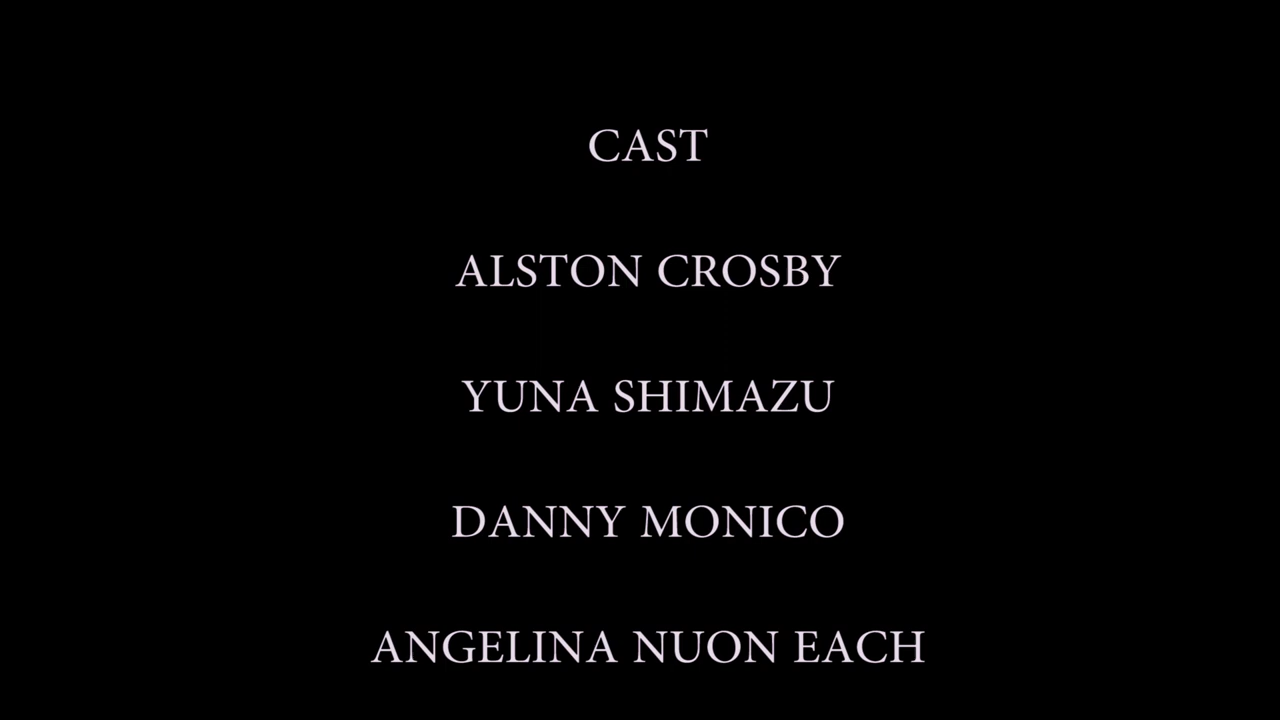 CAST
ALSTON CROSBY
YUNA SHIMAZU
DANNY MONICO
ANGELINA NUON EACH